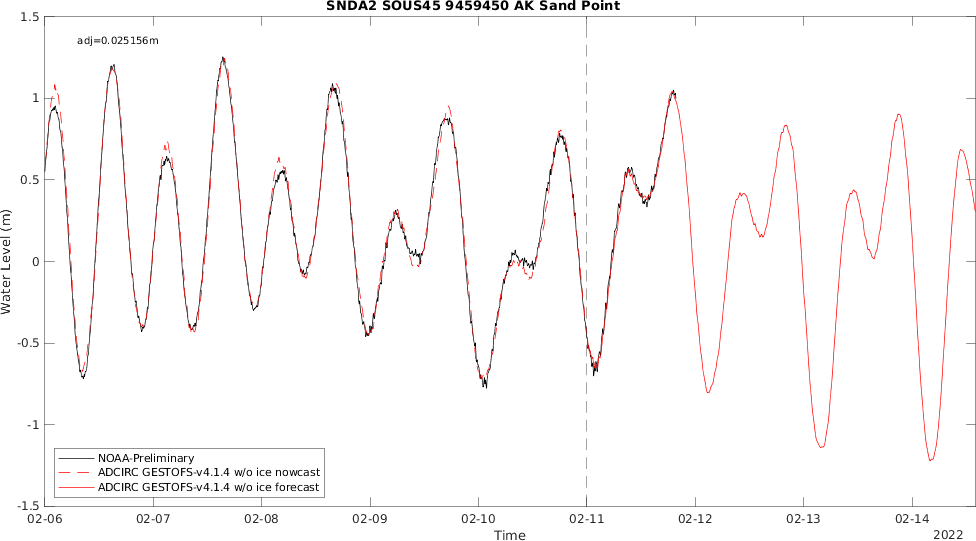 SNDA2 SOUS45 9459450 AK Sand Point
adj=0.025156m
Water Level (m)
1.5
1
0.5
0
-0.5
-1
-1.5
NOAA-Preliminary
ADCIRC GESTOFS-v4.1.4 w/o ice nowcast
ADCIRC GESTOFS-v4.1.4 w/o ice forecast
02-06 02-07 02-08 02-09 02-10 02-11 02-12 02-13 02-14
Time
2022